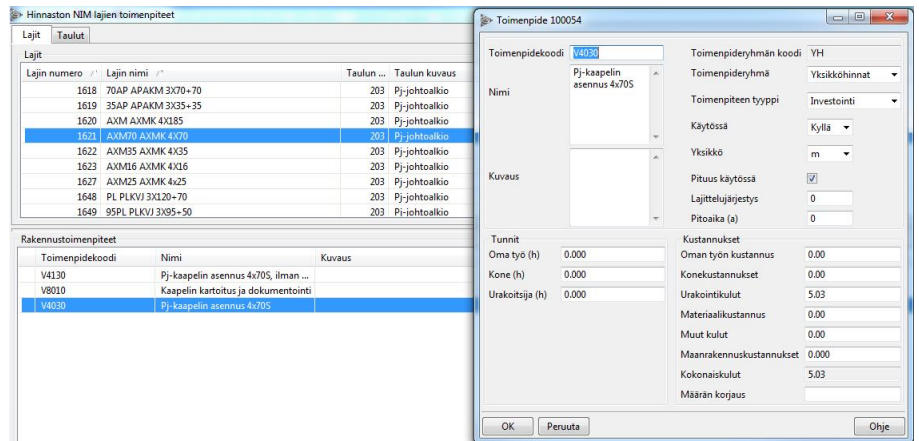 Hinnaston NIM lajien toimenpiteet
Lajit Taulut
Lajit
Lajin numero Lajin nimi Taulun ... Taulun kuvaus
1618 70AP APAKM 3X70+70 203 Pj-johtoalkio
1619 35AP APAKM 3X35+35 203 Pj-johtoalkio
1620 AXM AXMK 4X185 203 Pj-johtoalkio
1621 AXM70 AXMK 4X70 203 Pj-johtoalkio
1622 AXM35 AXMK 4X35 203 Pj-johtoalkio
1623 AXM16 AXMK 4X16 203 Pj-johtoalkio
1627 AXM25 AXMK 4x25 203 Pj-johtoalkio
1648 PL PLKVJ 3X120+70 203 Pj-johtoalkio
1649 95PL PLKVJ 3X95+50 203 Pj-johtoalkio
Rakennustoimenpiteet
Toimenpidekoodi Nimi Kuvaus
V4130 Pj-kaapelin asennus 4x70S, ilman ...
V8010 Kaapelin kartoitus ja dokumentointi
V4030 Pj-kaapelin asennus 4x70S
Toimenpide 100054
Toimenpidekoodi V4030
Nimi Pj-kaapelin
asennus 4x70S
Kuvaus
Toimenpideryhmän koodi YH
Toimenpideryhmä Yksikköhinnat
Toimenpiteen tyyppi Investointi
Käytössä Kyllä
Yksikkö m
Pituus käytössä
Lajittelujärjestys 0
Pitoaika (a) 0
Tunnit
Oma työ (h) 0.000
Kone (h) 0.000
Urakoitsija (h) 0.000
Kustannukset
Oman työn kustannus 0.00
Konekustannukset 0.00
Urakointikulut 5.03
Materiaalikustannus 0.00
Muut kulut 0.00
Maanrakennuskustannukset 0.000
Kokonaiskulut 5.03
Määrän korjaus
OK Peruuta Ohje